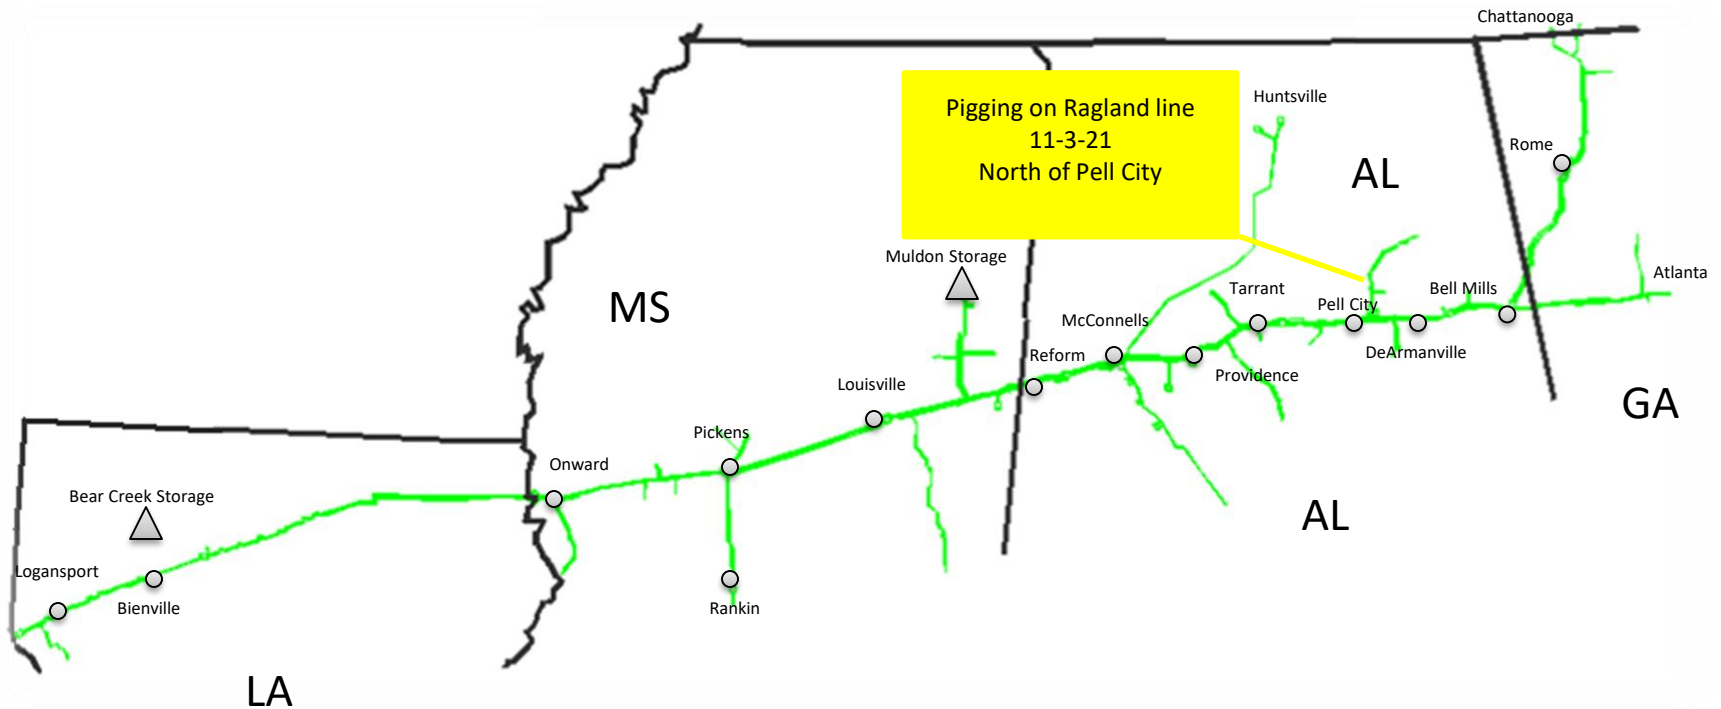 Chattanooga
Pigging on Ragland line
11-3-21
North of Pell City
Huntsville
Rome
AL
Muldon Storage
MS
Tarrant
Bell Mills
Atlanta
Pell City
McConnells
Reform
DeArmanville
Providence
Louisville
GA
Pickens
Onward
Bear Creek Storage
AL
Logansport
Bienville
Rankin
LA